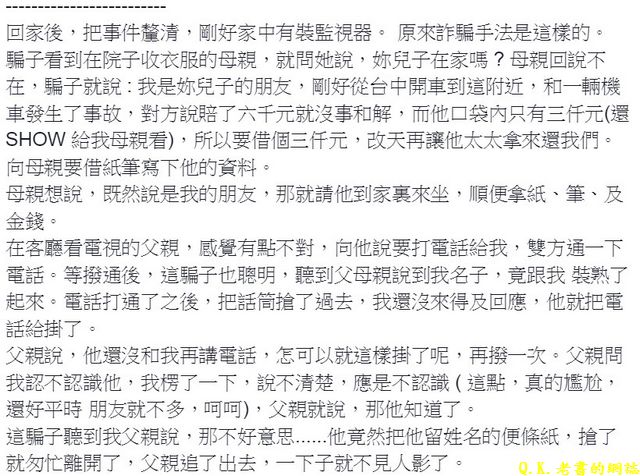 -------------------------
回家後，把事件釐清，剛好家中有裝監視器。 原來詐騙手法是這樣的。
騙子看到在院子收衣服的母親，就問她說，妳兒子在家嗎 ? 母親回說不
在，騙子就說 : 我是妳兒子的朋友，剛好從台中開車到這附近，和一輛機
車發生了事故，對方說賠了六千元就沒事和解，而他口袋內只有三仟元(還
SHOW 給我母親看)，所以要借個三仟元，改天再讓他太太拿來還我們。
向母親要借紙筆寫下他的資料。
母親想說，既然說是我的朋友，那就請他到家裏來坐，順便拿紙、筆、及
金錢。
在客廳看電視的父親，感覺有點不對，向他說要打電話給我，雙方通一下
電話。等撥通後，這騙子也聰明，聽到父母親說到我名子，竟跟我 裝熟了
起來。電話打通了之後，把話筒搶了過去，我還沒來得及回應，他就把電
話給掛了。
父親說，他還沒和我再講電話，怎可以就這樣掛了呢，再撥一次。父親問
我認不認識他，我楞了一下，說不清楚，應是不認識 ( 這點，真的尷尬，
還好平時 朋友就不多，呵呵)，父親就說，那他知道了。
這騙子聽到我父親說，那不好意思......他竟然把他留姓名的便條紙，搶了
就匆忙離開了，父親追了出去，一下子就不見人影了。
Q.K.老書的網誌